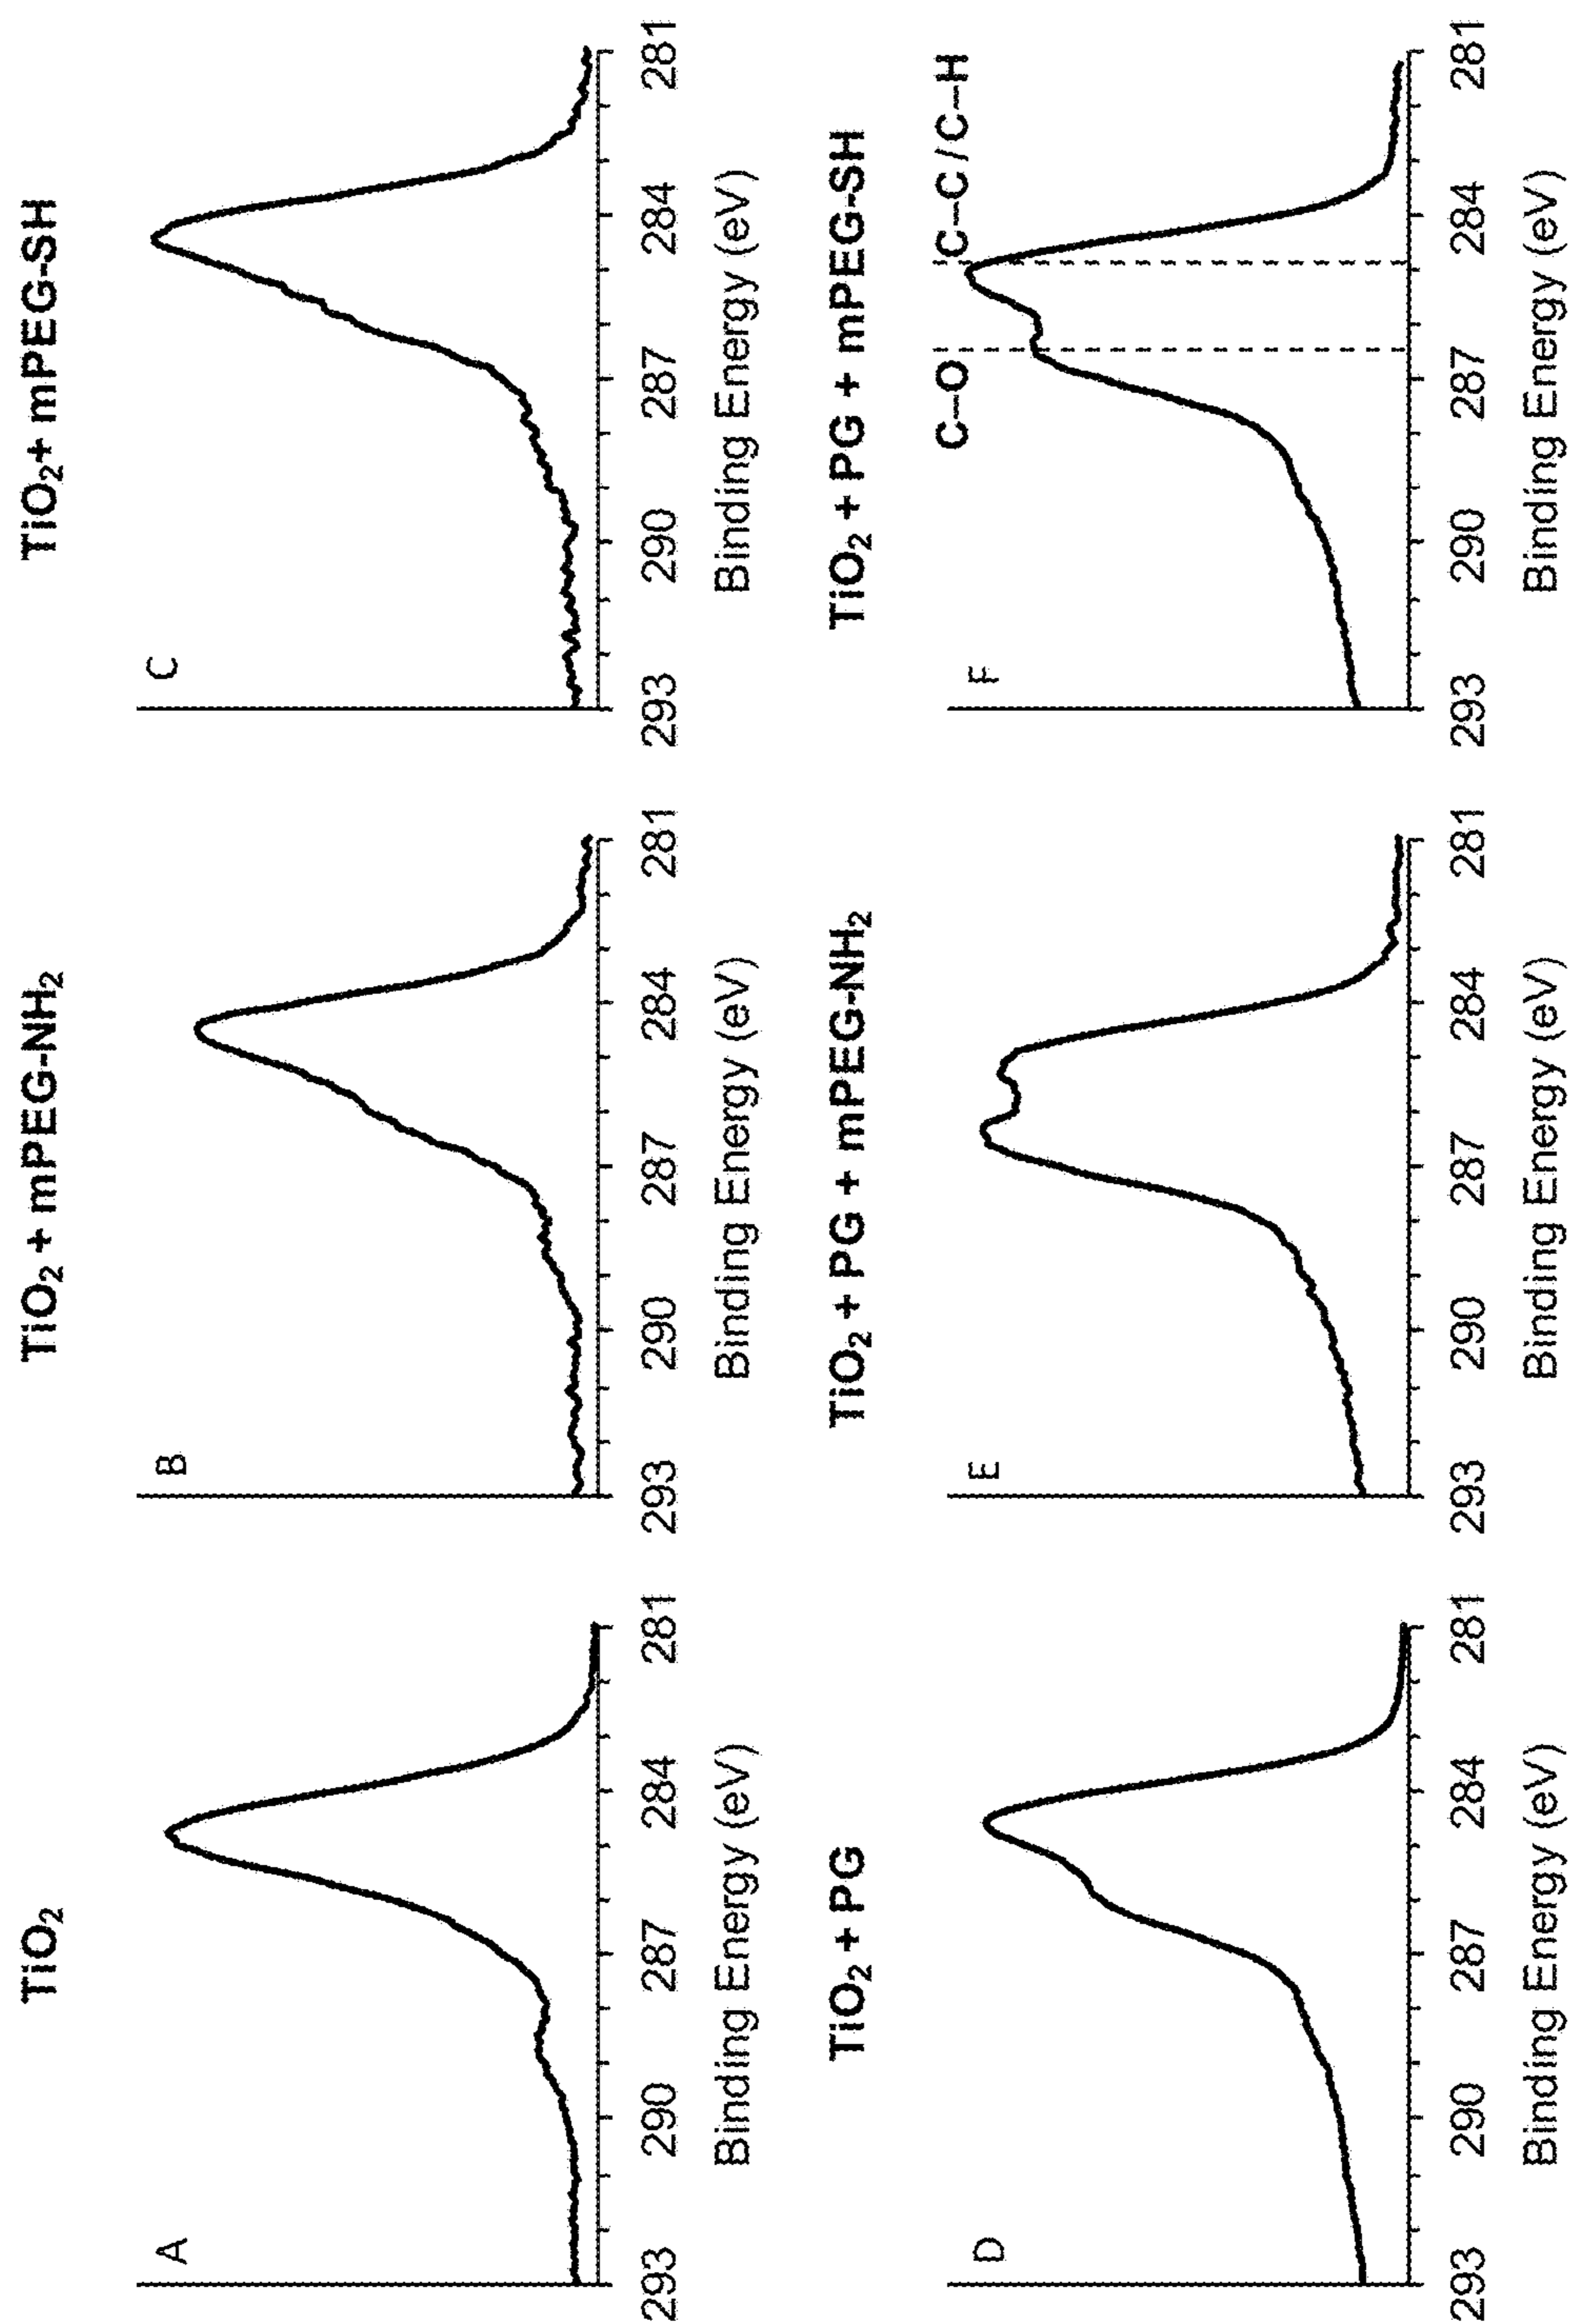 TiO₂
A
293 290 287 284 281
Binding Energy (eV)
TiO₂ + mPEG-NH₂
B
293 290 287 284 281
Binding Energy (eV)
TiO₂+ mPEG-SH
C
293 290 287 284 281
Binding Energy (eV)
TiO₂ + PG
D
293 290 287 284 281
Binding Energy (eV)
TiO₂ + PG + mPEG-NH₂
E
293 290 287 284 281
Binding Energy (eV)
TiO₂ + PG + mPEG-SH
F
C–O C–C/C–H
293 290 287 284 281
Binding Energy (eV)